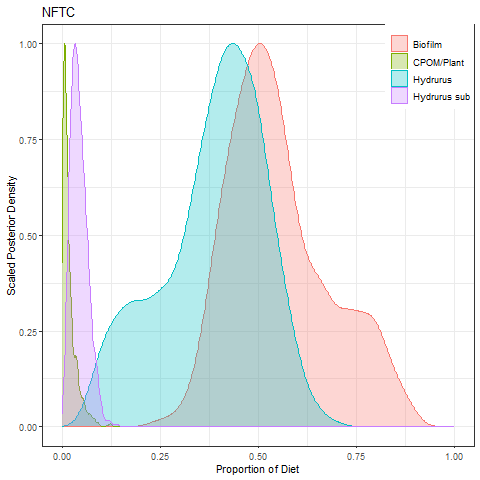 NFTC
Biofilm
CPOM/Plant
Hydrurus
Hydrurus sub
1.00
0.75
0.50
0.25
0.00
Scaled Posterior Density
0.00 0.25 0.50 0.75 1.00
Proportion of Diet